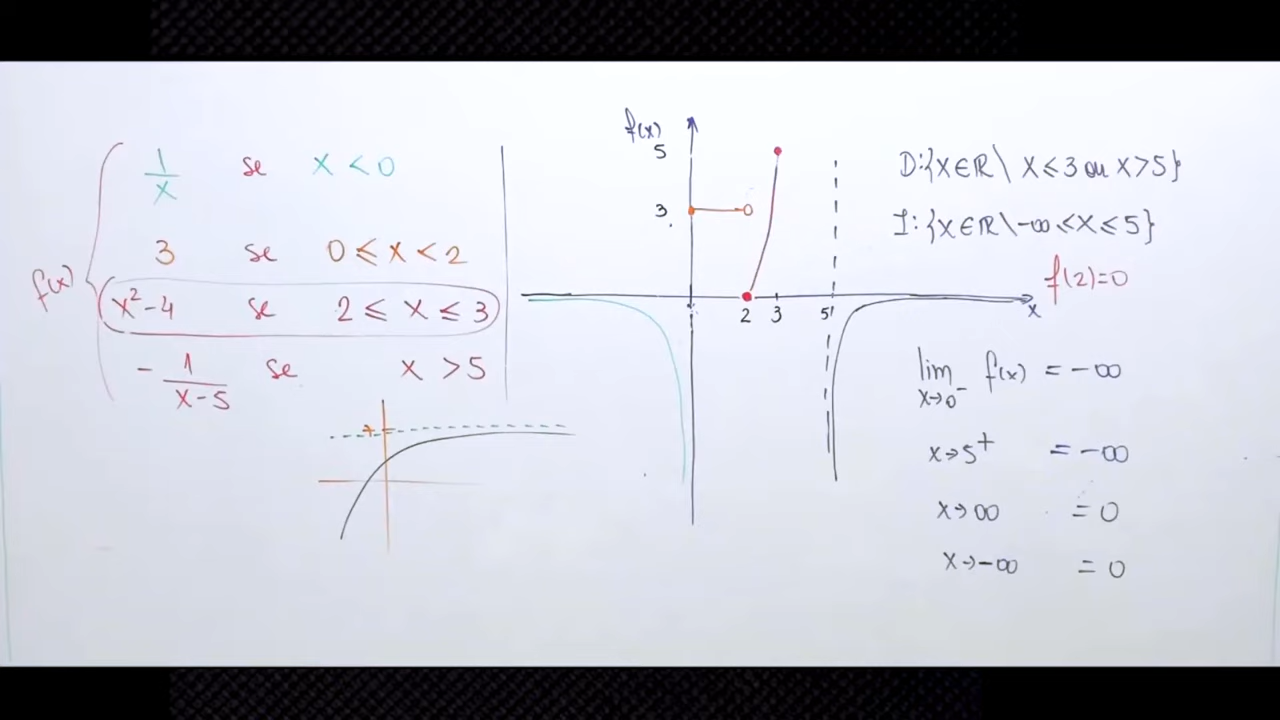 f(x) { 1/x se x < 0
3 se 0 ≤ x < 2
x²-4 se 2 ≤ x ≤ 3
- 1/(x-5) se x > 5
f(x)
5
3
2 3 5
x
D:{x∈ℝ \ x ≤ 3 ou x > 5}
I:{x∈ℝ \ -∞ ≤ x ≤ 5}
f(2)=0
lim x→0⁻ f(x) = -∞
x→5⁺ = -∞
x→∞ = 0
x→-∞ = 0